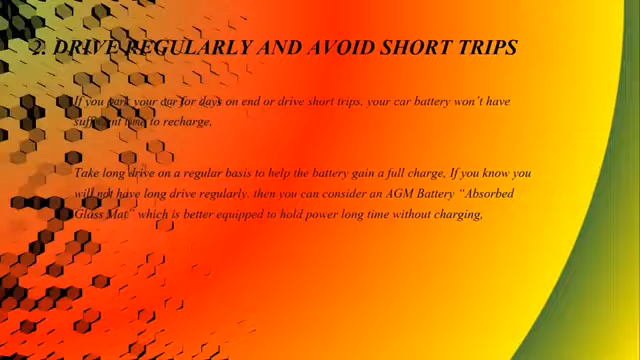 2. DRIVE REGULARLY AND AVOID SHORT TRIPS
If you park your car for days on end or drive short trips, your car battery won't have
sufficient time to recharge,
Take long drive on a regular basis to help the battery gain a full charge, If you know you
will not have long drive regularly, then you can consider an AGM Battery “Absorbed
Glass Mat” which is better equipped to hold power long time without charging,